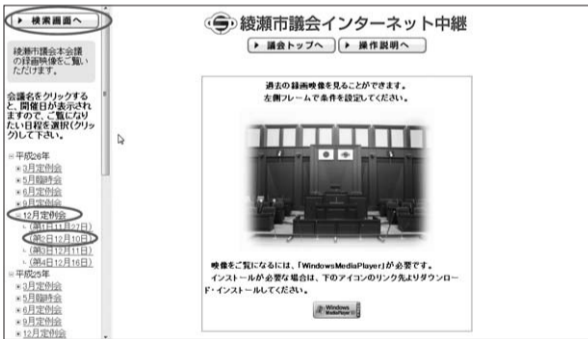 検索画面へ
綾瀬市議会インターネット中継
議会トップへ
操作説明へ
綾瀬市議会本会議
の録画映像をご覧い
ただけます。
会議名をクリックする
と、開催日が表示され
ますので、ご覧になり
たい日程を選択(クリッ
ク)して下さい。
平成26年
3月定例会
5月臨時会
6月定例会
9月定例会
12月定例会
(第1日11月27日)
(第2日12月10日)
(第3日12月11日)
(第4日12月16日)
平成25年
3月定例会
5月臨時会
6月定例会
9月定例会
12月定例会
過去の録画映像を見ることができます。
左側フレームで条件を設定してください。
映像をご覧になるには、「WindowsMediaPlayer」が必要です。
インストールが必要な場合は、下のアイコンのリンク先よりダウンロー
ド・インストールしてください。
Windows
MediaPlayer